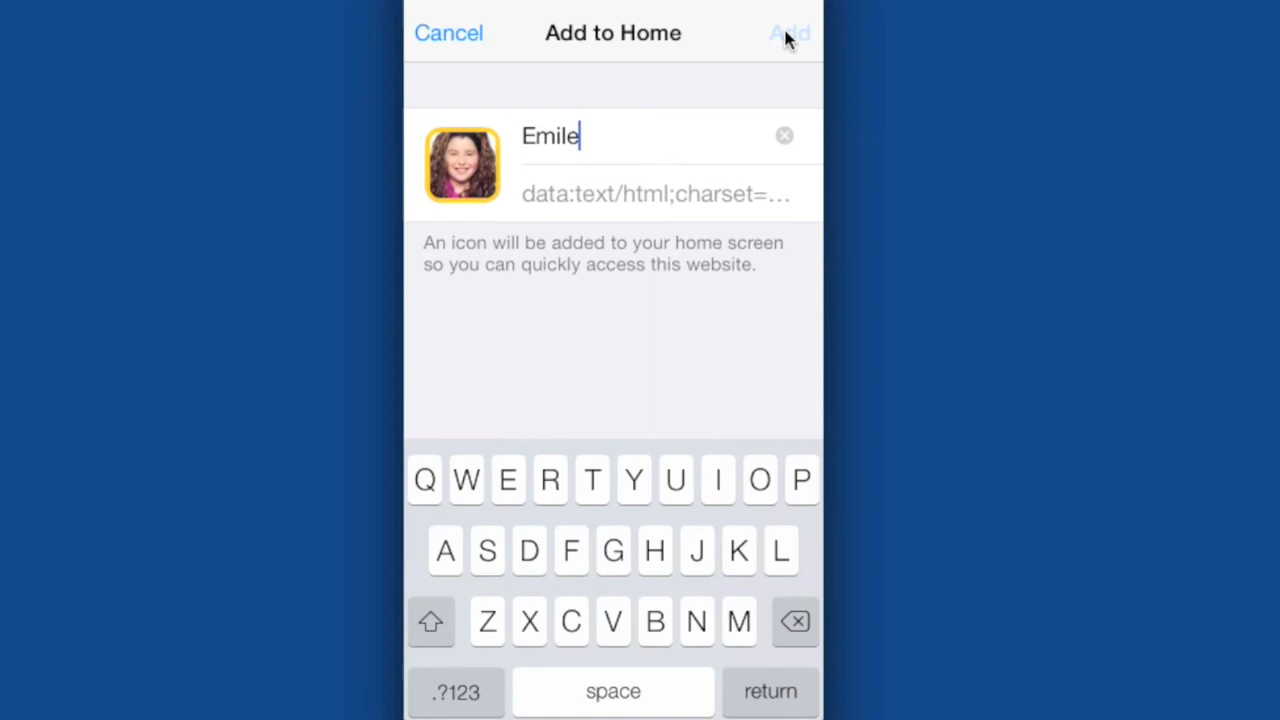 Cancel Add to Home Add
Emile
data:text/html;charset=...
An icon will be added to your home screen
so you can quickly access this website.
Q W E R T Y U I O P
A S D F G H J K L
Z X C V B N M
.?123 space return